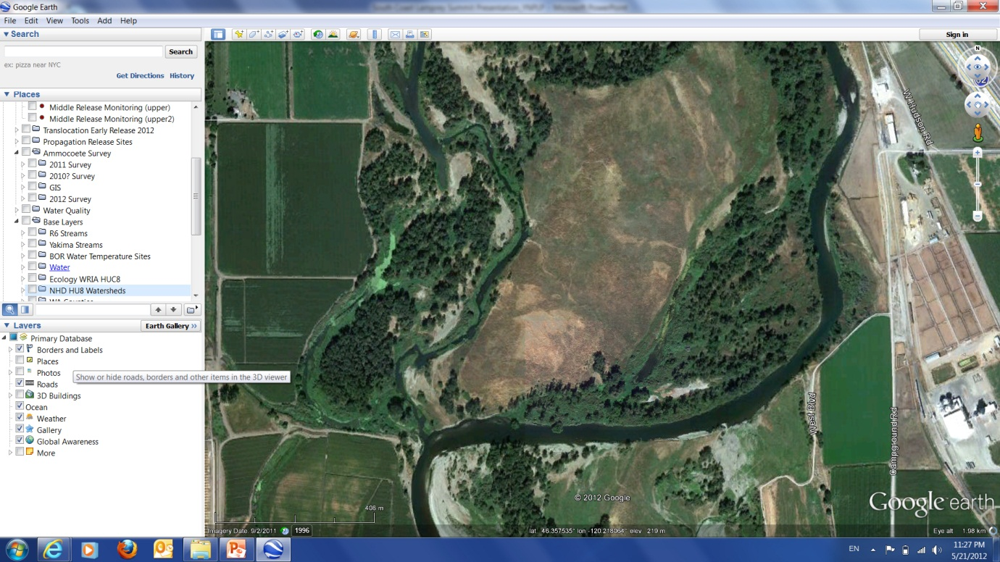 Google Earth
File Edit View Tools Add Help
Search
Sign in
Search
ex: pizza near NYC
Get Directions History
Places
Middle Release Monitoring (upper)
Middle Release Monitoring (upper2)
Translocation Early Release 2012
Propagation Release Sites
Ammocoete Survey
2011 Survey
2010? Survey
GIS
2012 Survey
Water Quality
Base Layers
R6 Streams
Yakima Streams
BOR Water Temperature Sites
Water
Ecology WRIA HUC8
NHD HU8 Watersheds
Layers
Earth Gallery »
Primary Database
Borders and Labels
Places
Photos
Show or hide roads, borders and other items in the 3D viewer
Roads
3D Buildings
Ocean
Weather
Gallery
Global Awareness
More
N
W Hudson Rd
West Blvd
Campground Rd
© 2012 Google
Google earth
408 m
Imagery Date: 9/2/2011 1996
lat 46.357535° lon -120.218064° elev 219 m
Eye alt 1.98 km
EN
11:27 PM
5/21/2012